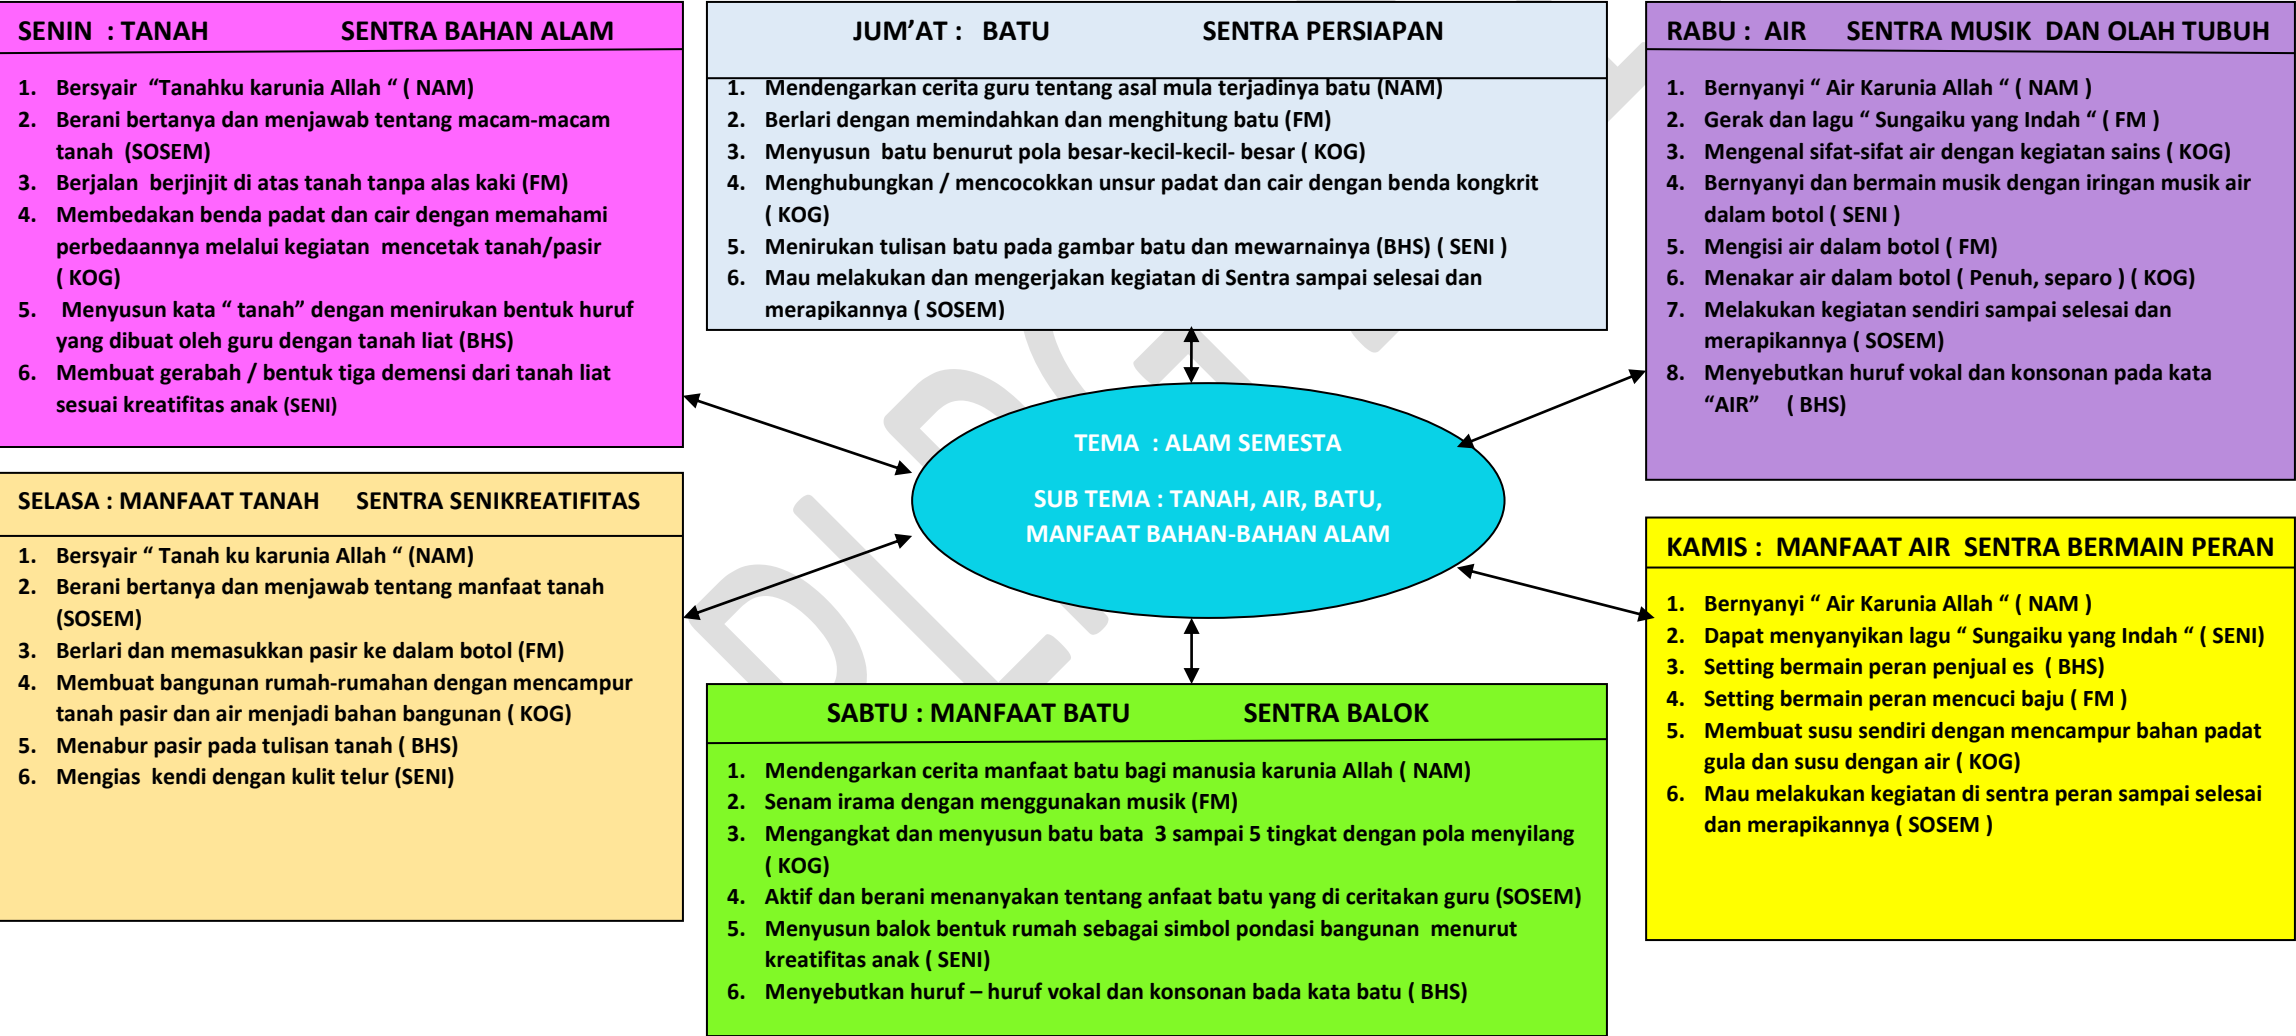 SENIN : TANAH SENTRA BAHAN ALAM
1. Bersyair “Tanahku karunia Allah “ ( NAM)
2. Berani bertanya dan menjawab tentang macam-macam
tanah (SOSEM)
3. Berjalan berjinjit di atas tanah tanpa alas kaki (FM)
4. Membedakan benda padat dan cair dengan memahami
perbedaannya melalui kegiatan mencetak tanah/pasir
( KOG)
5. Menyusun kata “ tanah” dengan menirukan bentuk huruf
yang dibuat oleh guru dengan tanah liat (BHS)
6. Membuat gerabah / bentuk tiga demensi dari tanah liat
sesuai kreatifitas anak (SENI)
SELASA : MANFAAT TANAH SENTRA SENIKREATIFITAS
1. Bersyair “ Tanah ku karunia Allah “ (NAM)
2. Berani bertanya dan menjawab tentang manfaat tanah
(SOSEM)
3. Berlari dan memasukkan pasir ke dalam botol (FM)
4. Membuat bangunan rumah-rumahan dengan mencampur
tanah pasir dan air menjadi bahan bangunan ( KOG)
5. Menabur pasir pada tulisan tanah ( BHS)
6. Mengias kendi dengan kulit telur (SENI)
JUM’AT : BATU SENTRA PERSIAPAN
1. Mendengarkan cerita guru tentang asal mula terjadinya batu (NAM)
2. Berlari dengan memindahkan dan menghitung batu (FM)
3. Menyusun batu benurut pola besar-kecil-kecil- besar ( KOG)
4. Menghubungkan / mencocokkan unsur padat dan cair dengan benda kongkrit
( KOG)
5. Menirukan tulisan batu pada gambar batu dan mewarnainya (BHS) ( SENI )
6. Mau melakukan dan mengerjakan kegiatan di Sentra sampai selesai dan
merapikannya ( SOSEM)
TEMA : ALAM SEMESTA
SUB TEMA : TANAH, AIR, BATU,
MANFAAT BAHAN-BAHAN ALAM
SABTU : MANFAAT BATU SENTRA BALOK
1. Mendengarkan cerita manfaat batu bagi manusia karunia Allah ( NAM)
2. Senam irama dengan menggunakan musik (FM)
3. Mengangkat dan menyusun batu bata 3 sampai 5 tingkat dengan pola menyilang
( KOG)
4. Aktif dan berani menanyakan tentang anfaat batu yang di ceritakan guru (SOSEM)
5. Menyusun balok bentuk rumah sebagai simbol pondasi bangunan menurut
kreatifitas anak ( SENI)
6. Menyebutkan huruf – huruf vokal dan konsonan bada kata batu ( BHS)
RABU : AIR SENTRA MUSIK DAN OLAH TUBUH
1. Bernyanyi “ Air Karunia Allah “ ( NAM )
2. Gerak dan lagu “ Sungaiku yang Indah “ ( FM )
3. Mengenal sifat-sifat air dengan kegiatan sains ( KOG)
4. Bernyanyi dan bermain musik dengan iringan musik air
dalam botol ( SENI )
5. Mengisi air dalam botol ( FM)
6. Menakar air dalam botol ( Penuh, separo ) ( KOG)
7. Melakukan kegiatan sendiri sampai selesai dan
merapikannya ( SOSEM)
8. Menyebutkan huruf vokal dan konsonan pada kata
“AIR” ( BHS)
KAMIS : MANFAAT AIR SENTRA BERMAIN PERAN
1. Bernyanyi “ Air Karunia Allah “ ( NAM )
2. Dapat menyanyikan lagu “ Sungaiku yang Indah “ ( SENI)
3. Setting bermain peran penjual es ( BHS)
4. Setting bermain peran mencuci baju ( FM )
5. Membuat susu sendiri dengan mencampur bahan padat
gula dan susu dengan air ( KOG)
6. Mau melakukan kegiatan di sentra peran sampai selesai
dan merapikannya ( SOSEM )